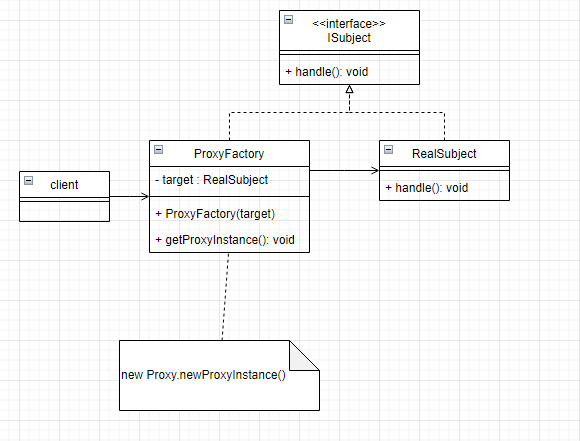 <<interface>>
ISubject
+ handle(): void
ProxyFactory
- target : RealSubject
+ ProxyFactory(target)
+ getProxyInstance(): void
RealSubject
+ handle(): void
client
new Proxy.newProxyInstance()